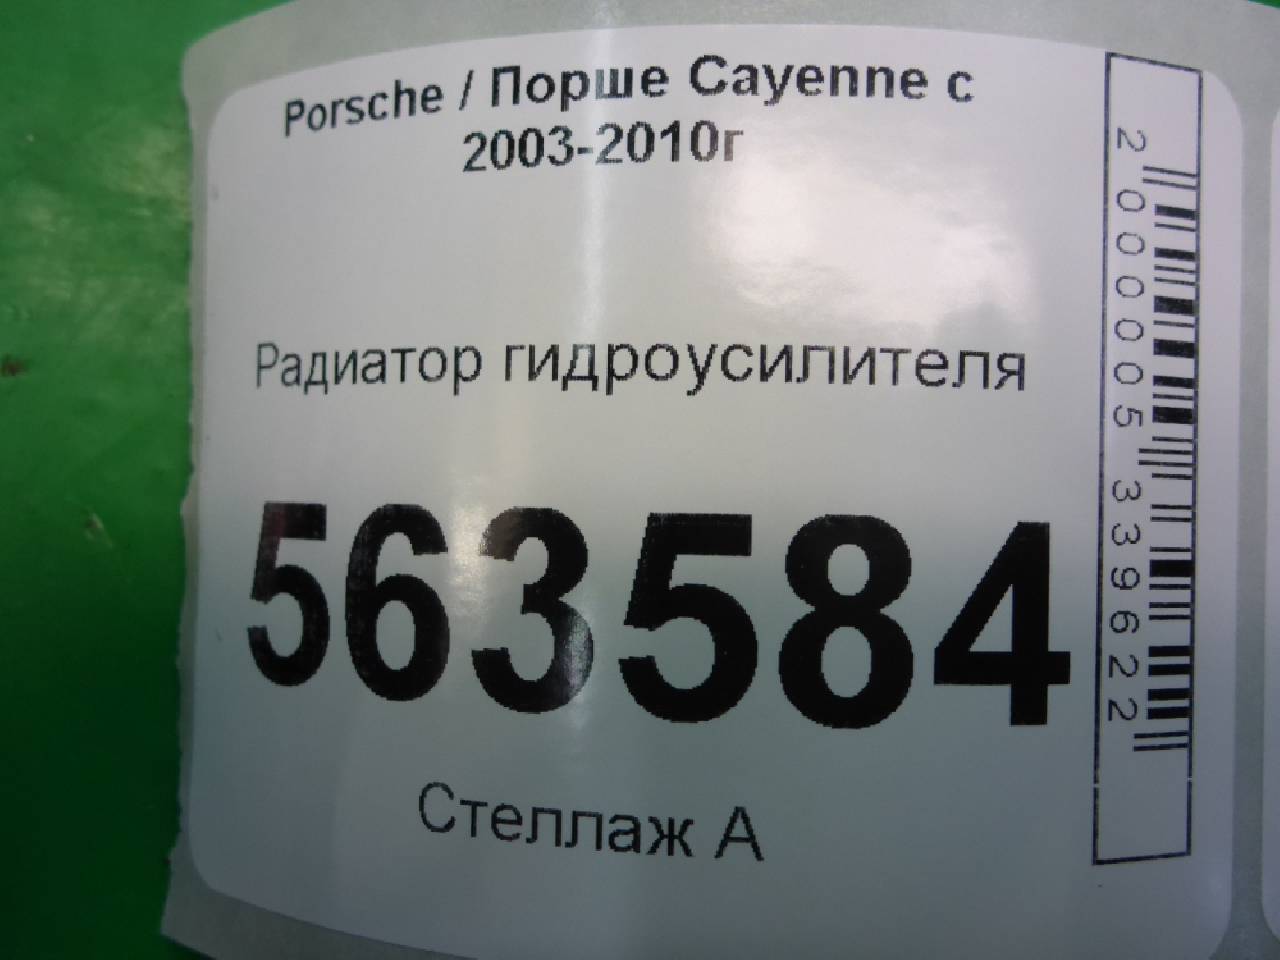 Porsche / Порше Cayenne с
2003-2010г
Радиатор гидроусилителя
563584
Стеллаж А
2000005339622